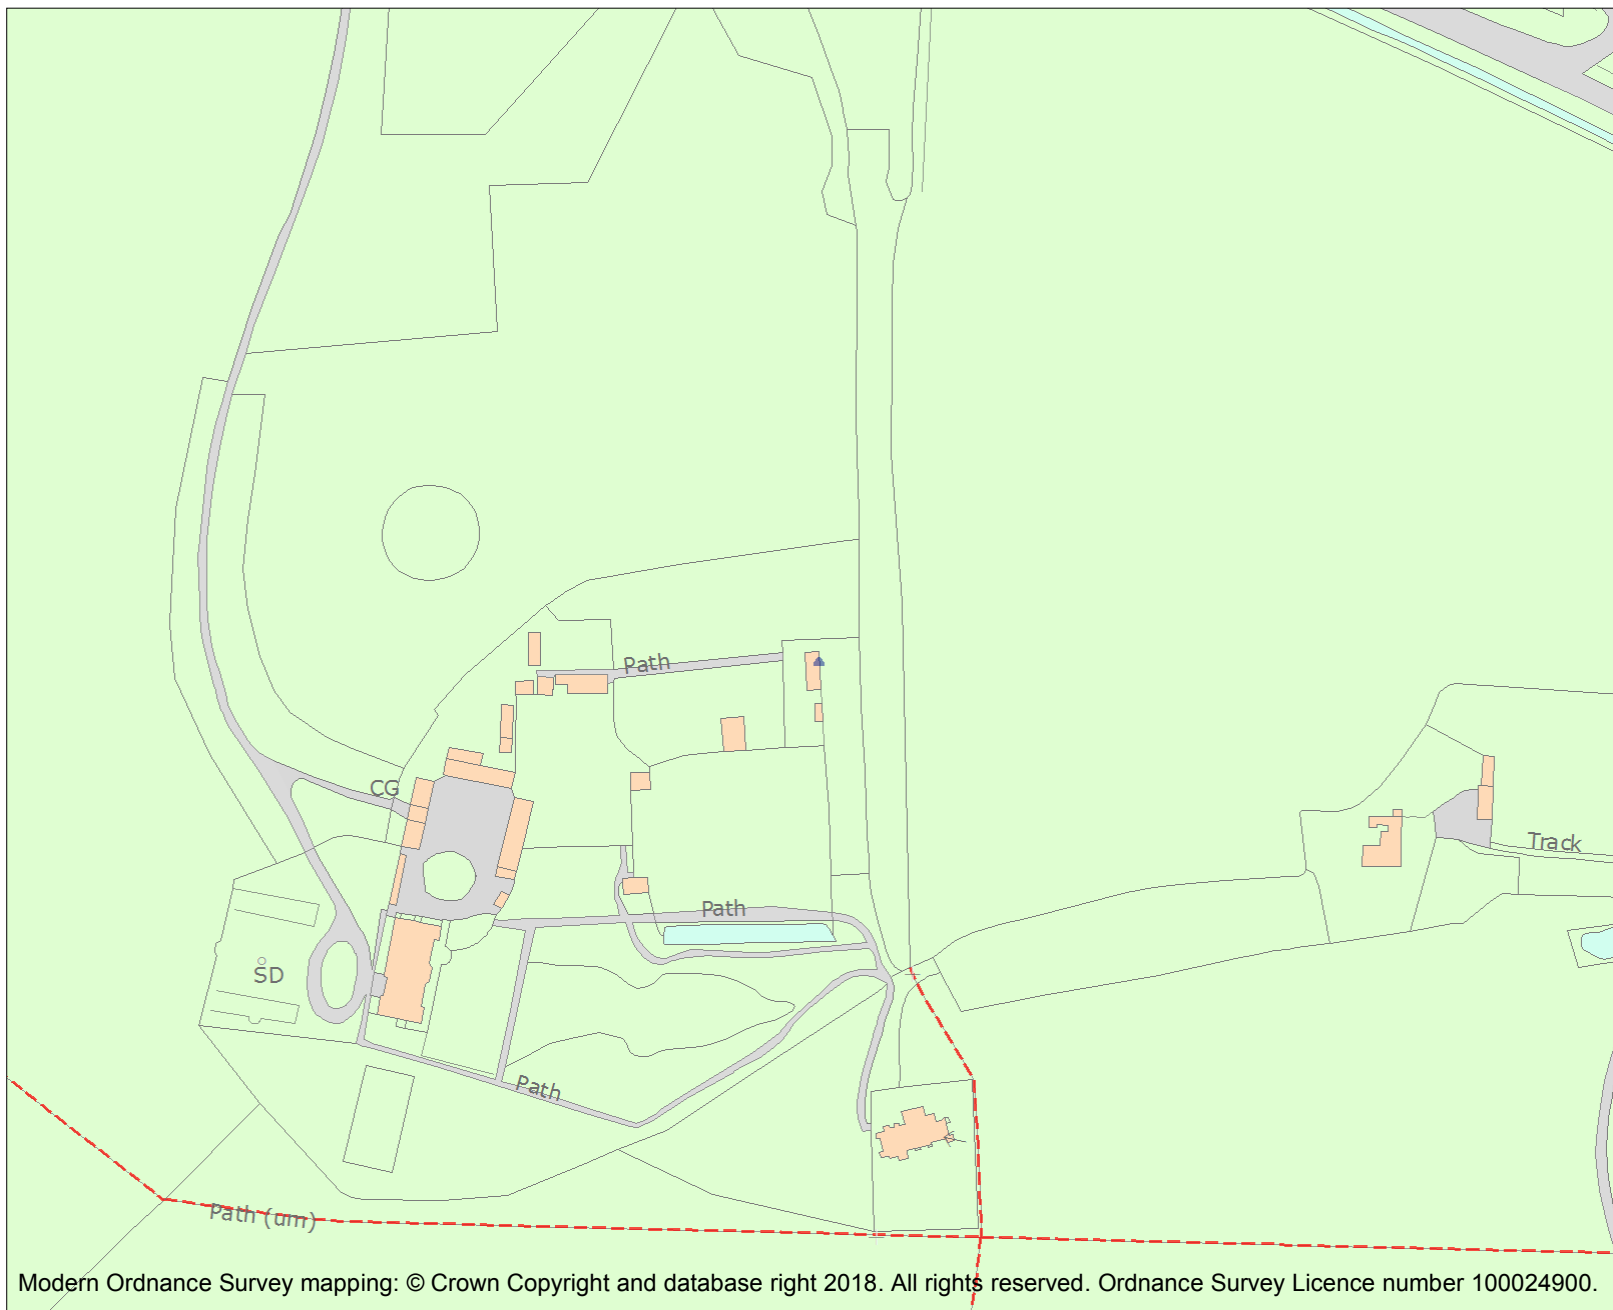 Path
CG
Path
SD
Path
Track
Path (um)
Modern Ordnance Survey mapping: © Crown Copyright and database right 2018. All rights reserved. Ordnance Survey Licence number 100024900.